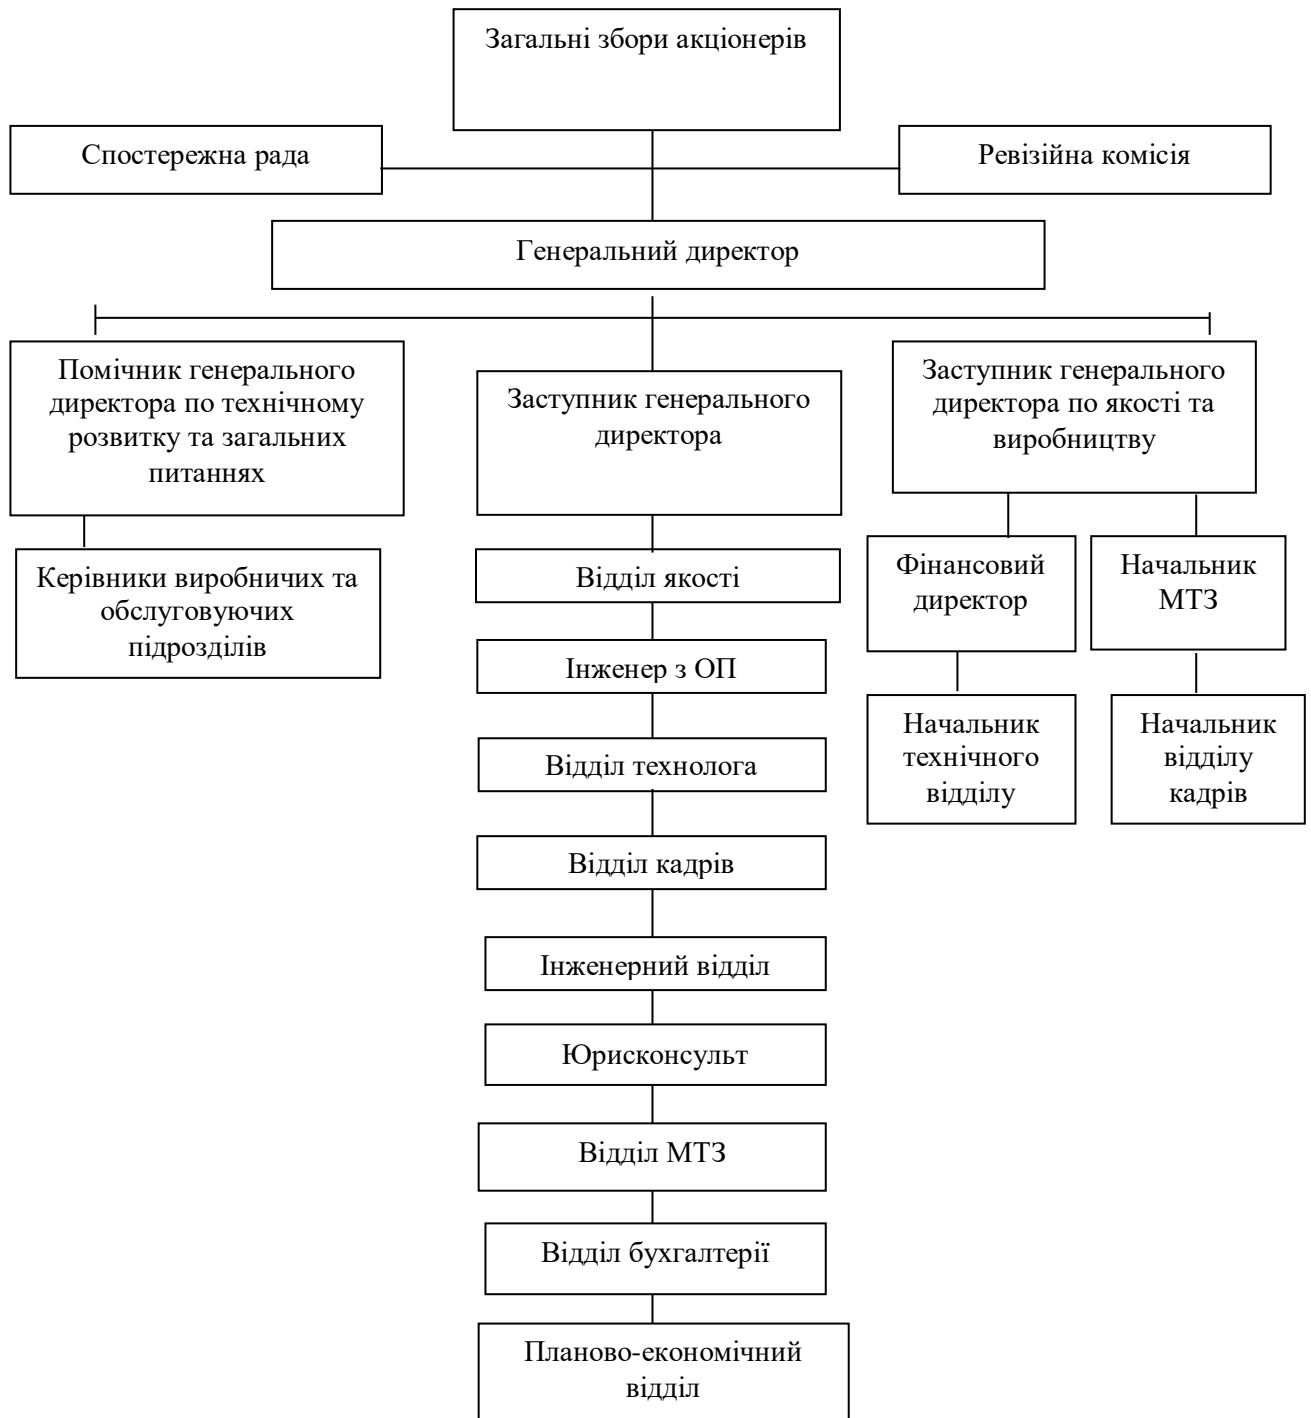 Загальні збори акціонерів
Спостережна рада
Ревізійна комісія
Генеральний директор
Помічник генерального
директора по технічному
розвитку та загальних
питаннях
Заступник генерального
директора
Заступник генерального
директора по якості та
виробництву
Керівники виробничих та
обслуговуючих
підрозділів
Відділ якості
Фінансовий
директор
Начальник
МТЗ
Інженер з ОП
Начальник
технічного
відділу
Начальник
відділу
кадрів
Відділ технолога
Відділ кадрів
Інженерний відділ
Юрисконсульт
Відділ МТЗ
Відділ бухгалтерії
Планово-економічний
відділ